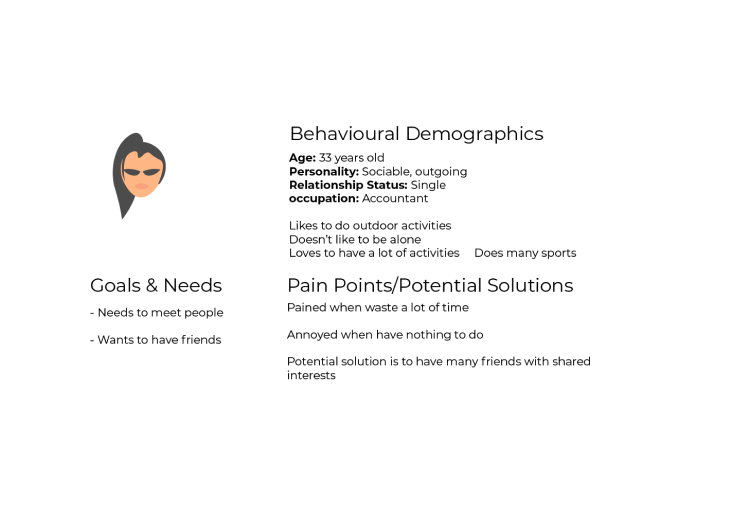 Behavioural Demographics
Age: 33 years old
Personality: Sociable, outgoing
Relationship Status: Single
occupation: Accountant
Likes to do outdoor activities
Doesn't like to be alone
Loves to have a lot of activities Does many sports
Goals & Needs
- Needs to meet people
- Wants to have friends
Pain Points/Potential Solutions
Pained when waste a lot of time
Annoyed when have nothing to do
Potential solution is to have many friends with shared
interests